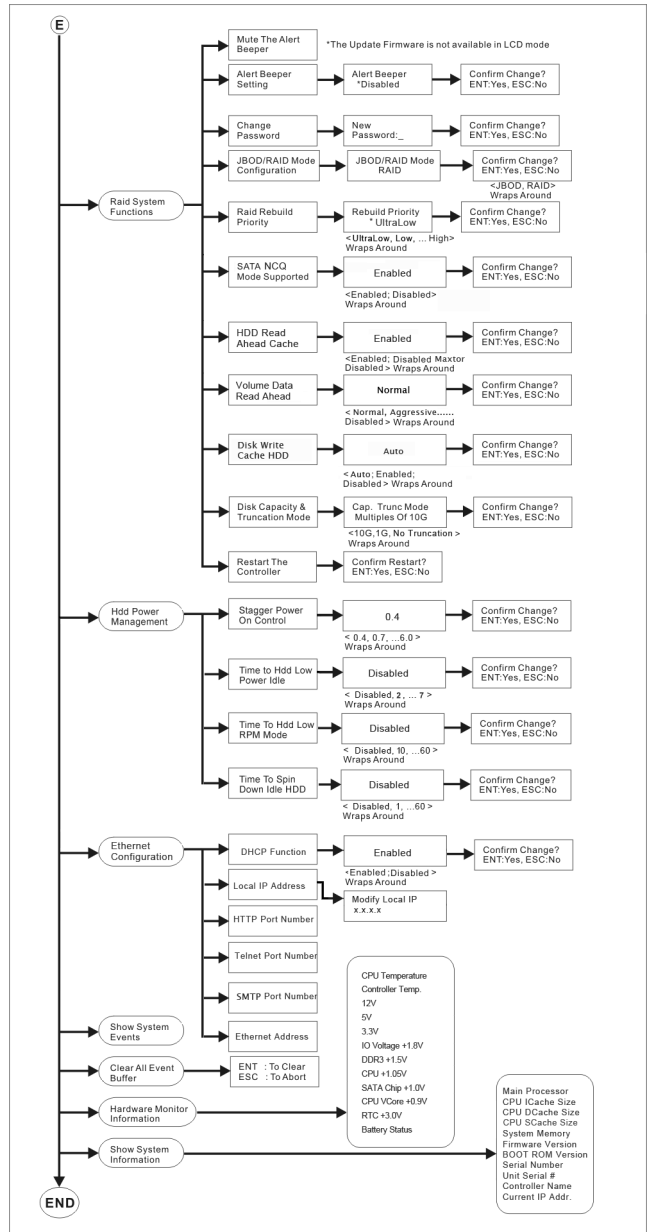 E
Mute The Alert
Beeper
*The Update Firmware is not available in LCD mode
Alert Beeper
Setting
Alert Beeper
*Disabled
Confirm Change?
ENT:Yes, ESC:No
Change
Password
New
Password:_
Confirm Change?
ENT:Yes, ESC:No
JBOD/RAID Mode
Configuration
JBOD/RAID Mode
RAID
Confirm Change?
ENT:Yes, ESC:No
<JBOD, RAID>
Wraps Around
Raid System
Functions
Raid Rebuild
Priority
Rebuild Priority
* UltraLow
Confirm Change?
ENT:Yes, ESC:No
<UltraLow, Low, ... High>
Wraps Around
SATA NCQ
Mode Supported
Enabled
Confirm Change?
ENT:Yes, ESC:No
<Enabled; Disabled>
Wraps Around
HDD Read
Ahead Cache
Enabled
Confirm Change?
ENT:Yes, ESC:No
<Enabled; Disabled Maxtor
Disabled > Wraps Around
Volume Data
Read Ahead
Normal
Confirm Change?
ENT:Yes, ESC:No
< Normal, Aggressive......
Disabled > Wraps Around
Disk Write
Cache HDD
Auto
Confirm Change?
ENT:Yes, ESC:No
< Auto; Enabled;
Disabled > Wraps Around
Disk Capacity &
Truncation Mode
Cap. Trunc Mode
Multiples Of 10G
Confirm Change?
ENT:Yes, ESC:No
<10G,1G, No Truncation >
Wraps Around
Restart The
Controller
Confirm Restart?
ENT:Yes, ESC:No
Hdd Power
Management
Stagger Power
On Control
0.4
Confirm Change?
ENT:Yes, ESC:No
< 0.4, 0.7, ...6.0 >
Wraps Around
Time to Hdd Low
Power Idle
Disabled
Confirm Change?
ENT:Yes, ESC:No
< Disabled, 2, ... 7 >
Wraps Around
Time To Hdd Low
RPM Mode
Disabled
Confirm Change?
ENT:Yes, ESC:No
< Disabled, 10, ...60 >
Wraps Around
Time To Spin
Down Idle HDD
Disabled
Confirm Change?
ENT:Yes, ESC:No
< Disabled, 1, ...60 >
Wraps Around
Ethernet
Configuration
DHCP Function
Enabled
Confirm Change?
ENT:Yes, ESC:No
<Enabled ;Disabled >
Wraps Around
Local IP Address
Modify Local IP
x.x.x.x
HTTP Port Number
Telnet Port Number
SMTP Port Number
Ethernet Address
Show System
Events
Clear All Event
Buffer
ENT : To Clear
ESC : To Abort
Hardware Monitor
Information
CPU Temperature
Controller Temp.
12V
5V
3.3V
IO Voltage +1.8V
DDR3 +1.5V
CPU +1.05V
SATA Chip +1.0V
CPU VCore +0.9V
RTC +3.0V
Battery Status
Show System
Information
Main Processor
CPU ICache Size
CPU DCache Size
CPU SCache Size
System Memory
Firmware Version
BOOT ROM Version
Serial Number
Unit Serial #
Controller Name
Current IP Addr.
END